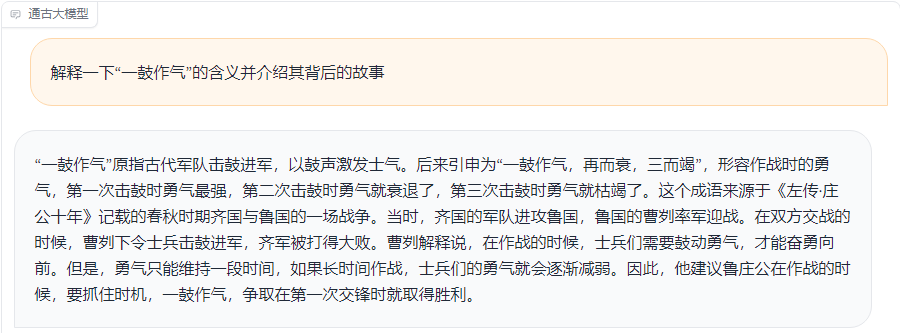 通古大模型
解释一下“一鼓作气”的含义并介绍其背后的故事
“一鼓作气”原指古代军队击鼓进军，以鼓声激发士气。后来引申为“一鼓作气，再而衰，三而竭”，形容作战时的勇
气，第一次击鼓时勇气最强，第二次击鼓时勇气就衰退了，第三次击鼓时勇气就枯竭了。这个成语来源于《左传·庄
公十年》记载的春秋时期齐国与鲁国的一场战争。当时，齐国的军队进攻鲁国，鲁国的曹刿率军迎战。在双方交战的
时候，曹刿下令士兵击鼓进军，齐军被打得大败。曹刿解释说，在作战的时候，士兵们需要鼓动勇气，才能奋勇向
前。但是，勇气只能维持一段时间，如果长时间作战，士兵们的勇气就会逐渐减弱。因此，他建议鲁庄公在作战的时
候，要抓住时机，一鼓作气，争取在第一次交锋时就取得胜利。